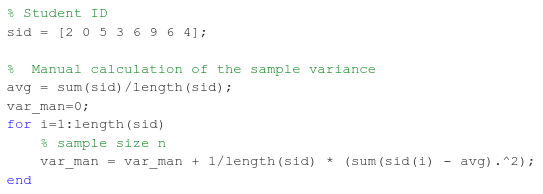 % Student ID
sid = [2 0 5 3 6 9 6 4];
%  Manual calculation of the sample variance
avg = sum(sid)/length(sid);
var_man=0;
for i=1:length(sid)
    % sample size n
    var_man = var_man + 1/length(sid) * (sum(sid(i) - avg).^2);
end